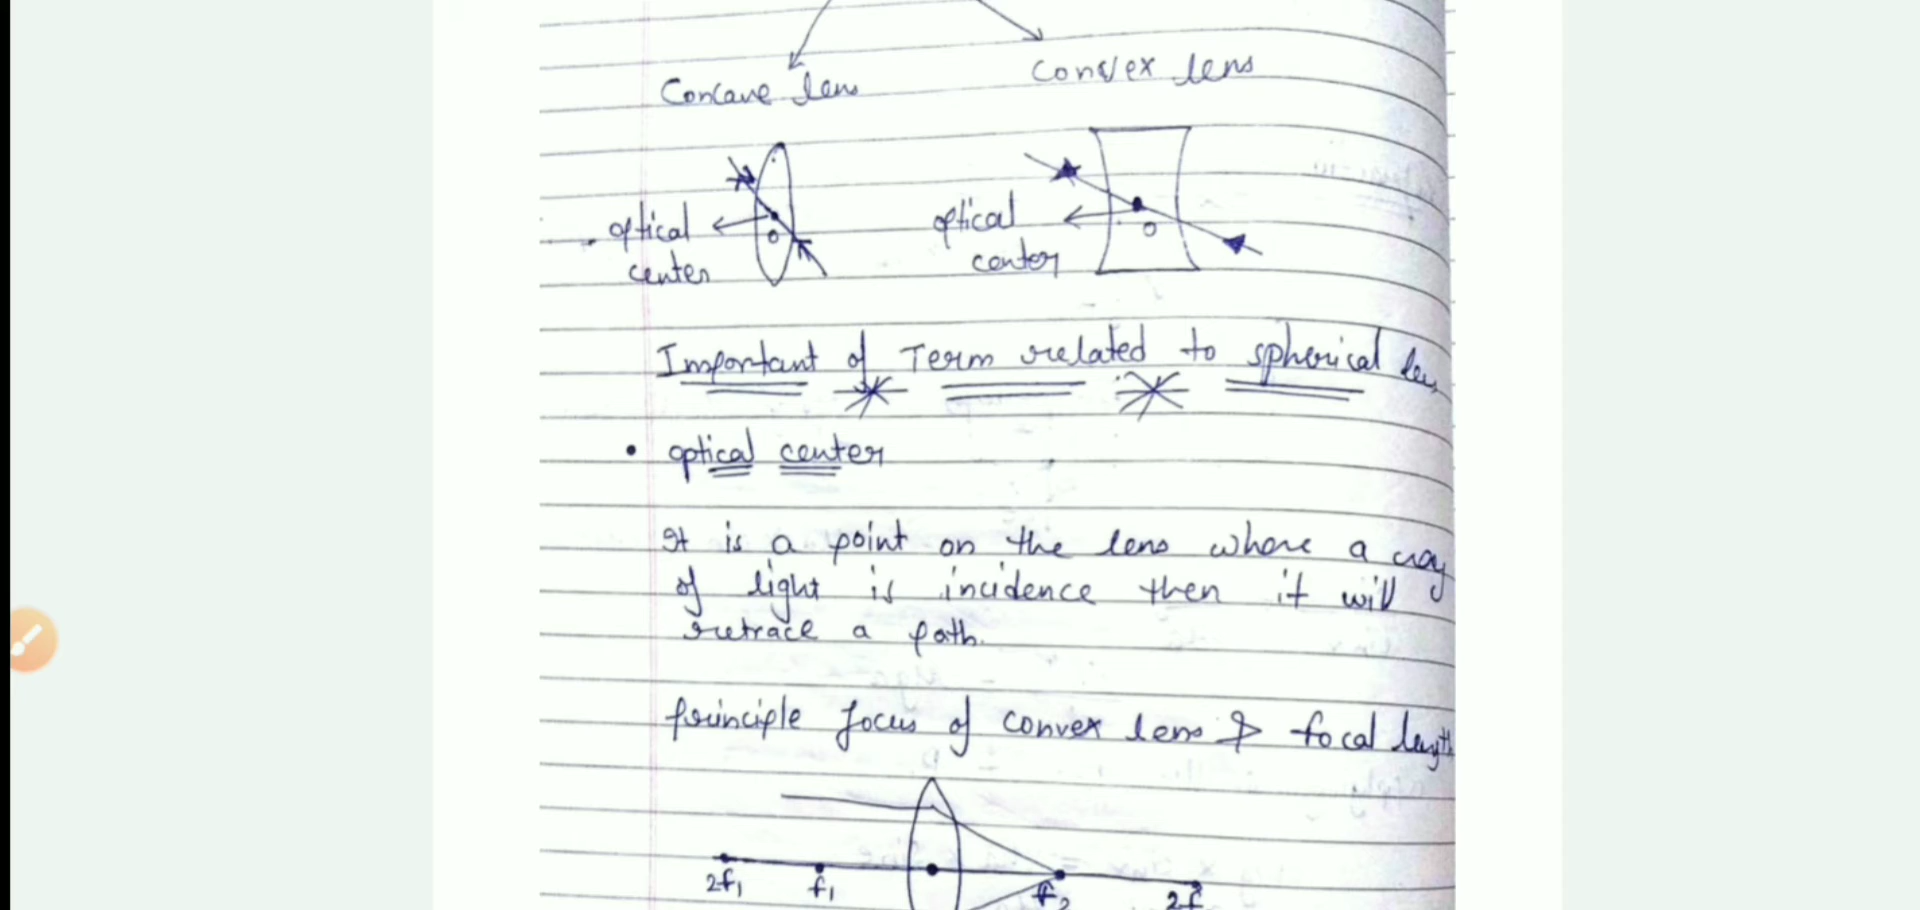 Concave lens
convex lens
optical
center
o
optical
center
o
Important of Term related to spherical len
• optical center
It is a point on the lens where a ray
of light is incidence then it will
retrace a path.
principle focus of convex lens & focal length
2f1 f1 f2 2f